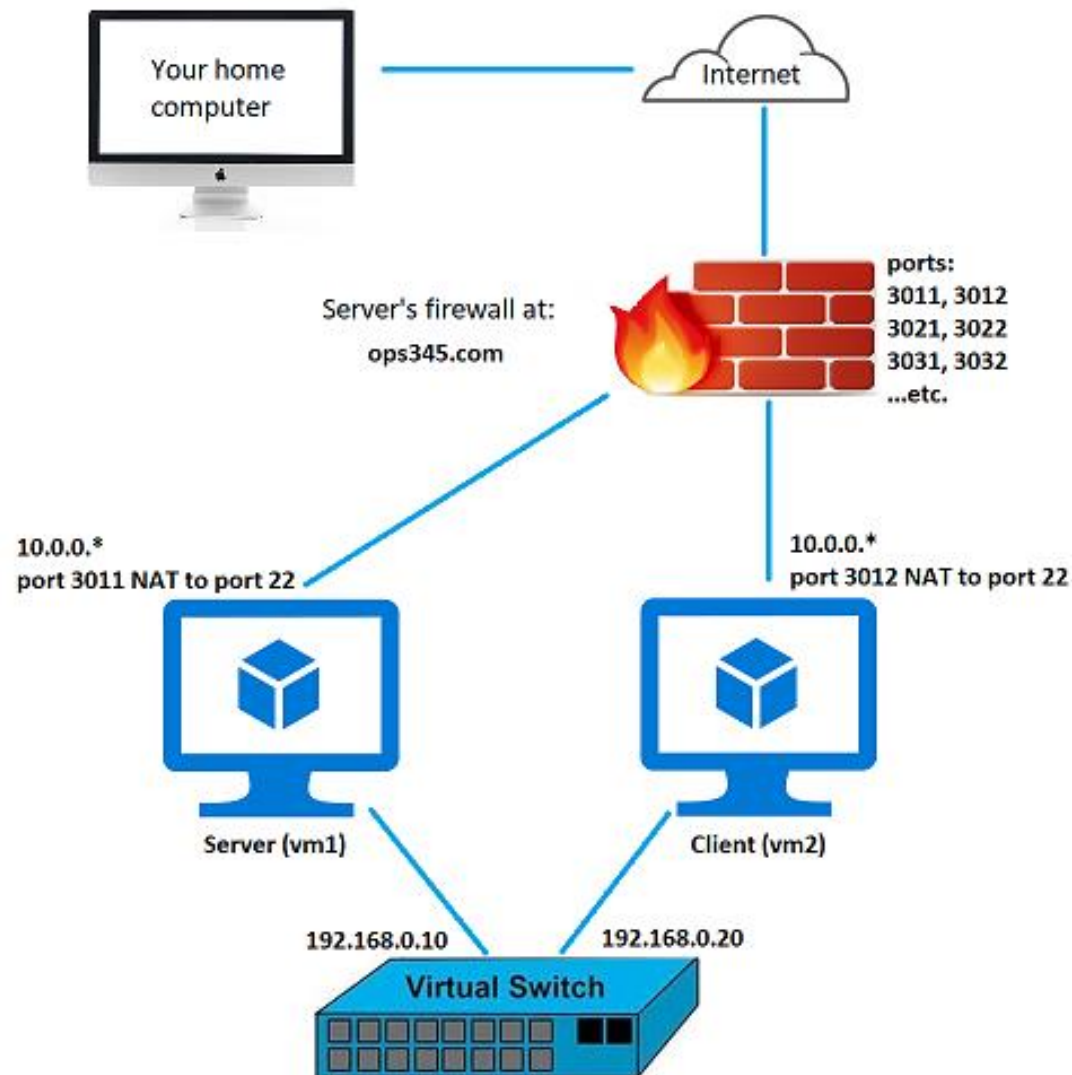 Your home
computer
Internet
Server's firewall at:
ops345.com
ports:
3011, 3012
3021, 3022
3031, 3032
...etc.
10.0.0.*
port 3011 NAT to port 22
10.0.0.*
port 3012 NAT to port 22
Server (vm1)
Client (vm2)
192.168.0.10
192.168.0.20
Virtual Switch